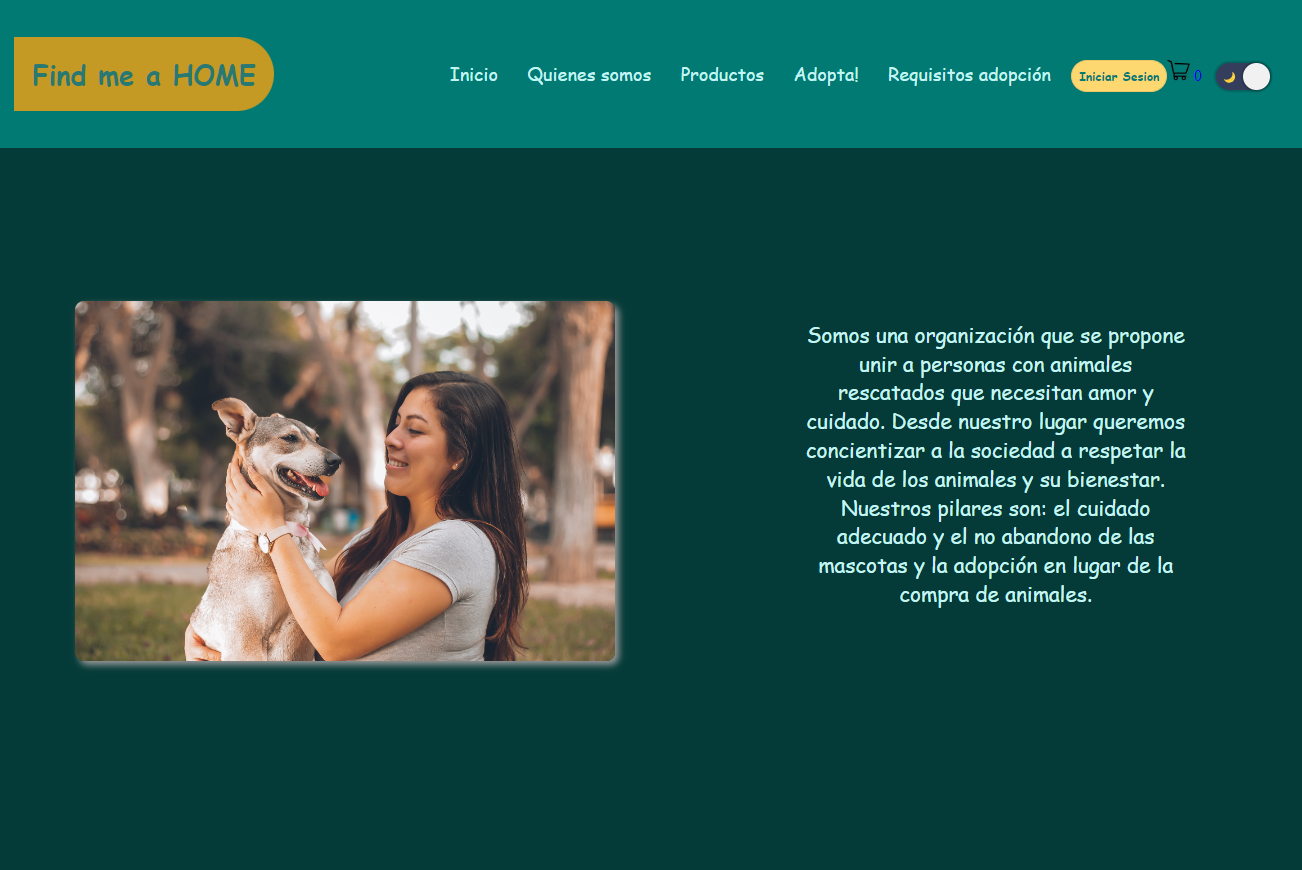 Find me a HOME
Inicio
Quienes somos
Productos
Adopta!
Requisitos adopción
Iniciar Sesion
0
Somos una organización que se propone
unir a personas con animales
rescatados que necesitan amor y
cuidado. Desde nuestro lugar queremos
concientizar a la sociedad a respetar la
vida de los animales y su bienestar.
Nuestros pilares son: el cuidado
adecuado y el no abandono de las
mascotas y la adopción en lugar de la
compra de animales.